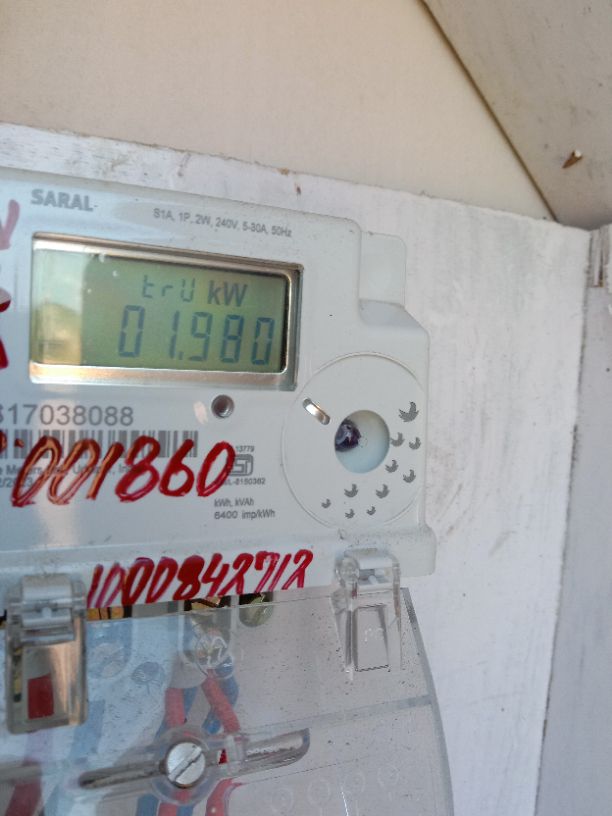 SARAL
S1A, 1P, 2W, 240V, 5-30A, 50Hz
trU kW
01.980
S17038088
001860
kWh, kVAh
6400 imp/kWh
1000842712